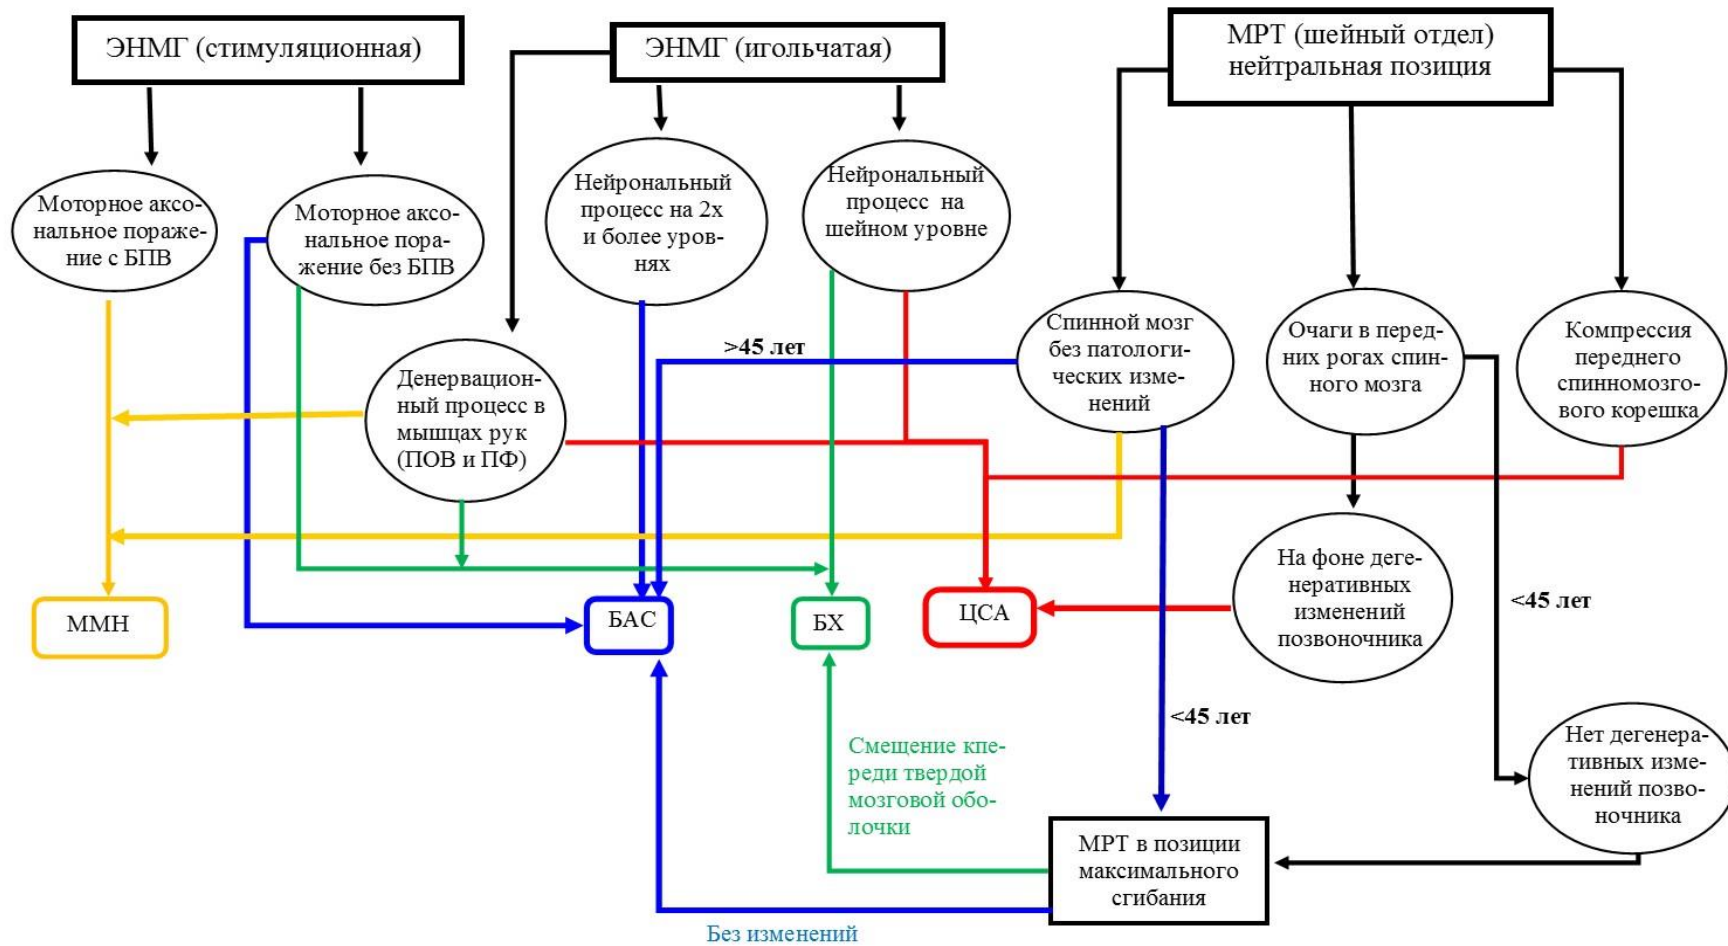 ЭНМГ (стимуляционная)
ЭНМГ (игольчатая)
МРТ (шейный отдел)
нейтральная позиция
Моторное аксо-
нальное пораже-
ние с БПВ
Моторное аксо-
нальное пора-
жение без БПВ
Нейрональный
процесс на 2х
и более уров-
нях
Нейрональный
процесс на
шейном уровне
Денервацион-
ный процесс в
мышцах рук
(ПОВ и ПФ)
>45 лет
Спинной мозг
без патологи-
ческих изме-
нений
Очаги в перед-
них рогах спин-
ного мозга
Компрессия
переднего
спинномозго-
вого корешка
На фоне деге-
неративных
изменений
позвоночника
<45 лет
ММН
БАС
БХ
ЦСА
<45 лет
Нет дегенера-
тивных изме-
нений позво-
ночника
Смещение кпе-
реди твердой
мозговой обо-
лочки
МРТ в позиции
максимального
сгибания
Без изменений